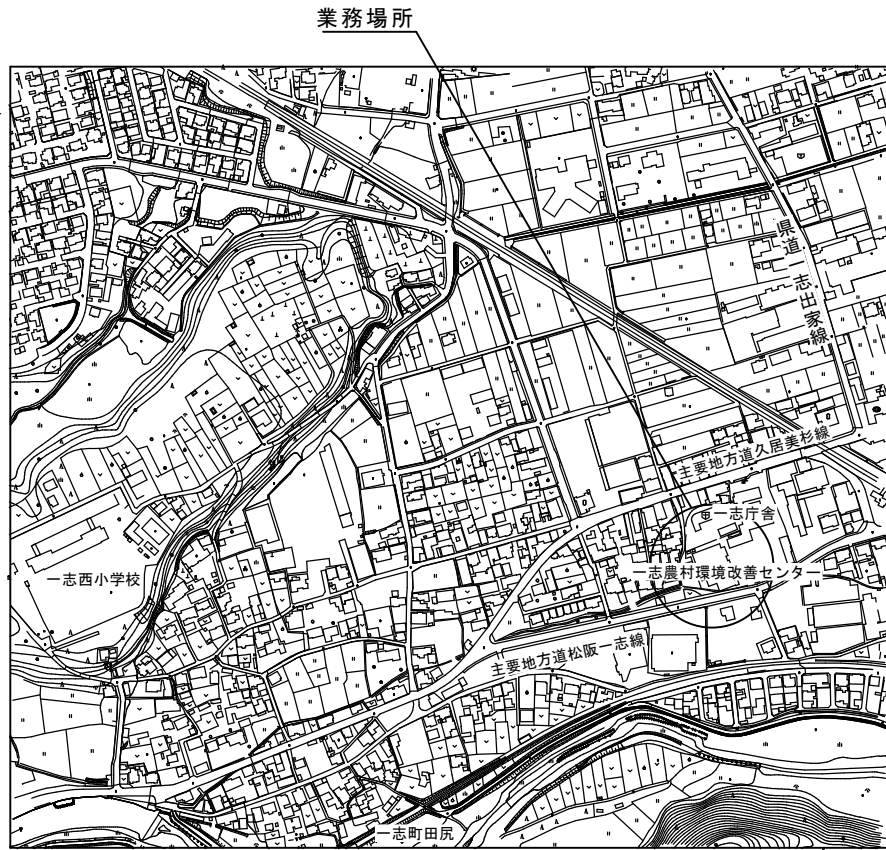 業務場所
県道一志出家線
主要地方道久居美杉線
一志庁舎
一志農村環境改善センター
一志西小学校
主要地方道松阪一志線
一志町田尻